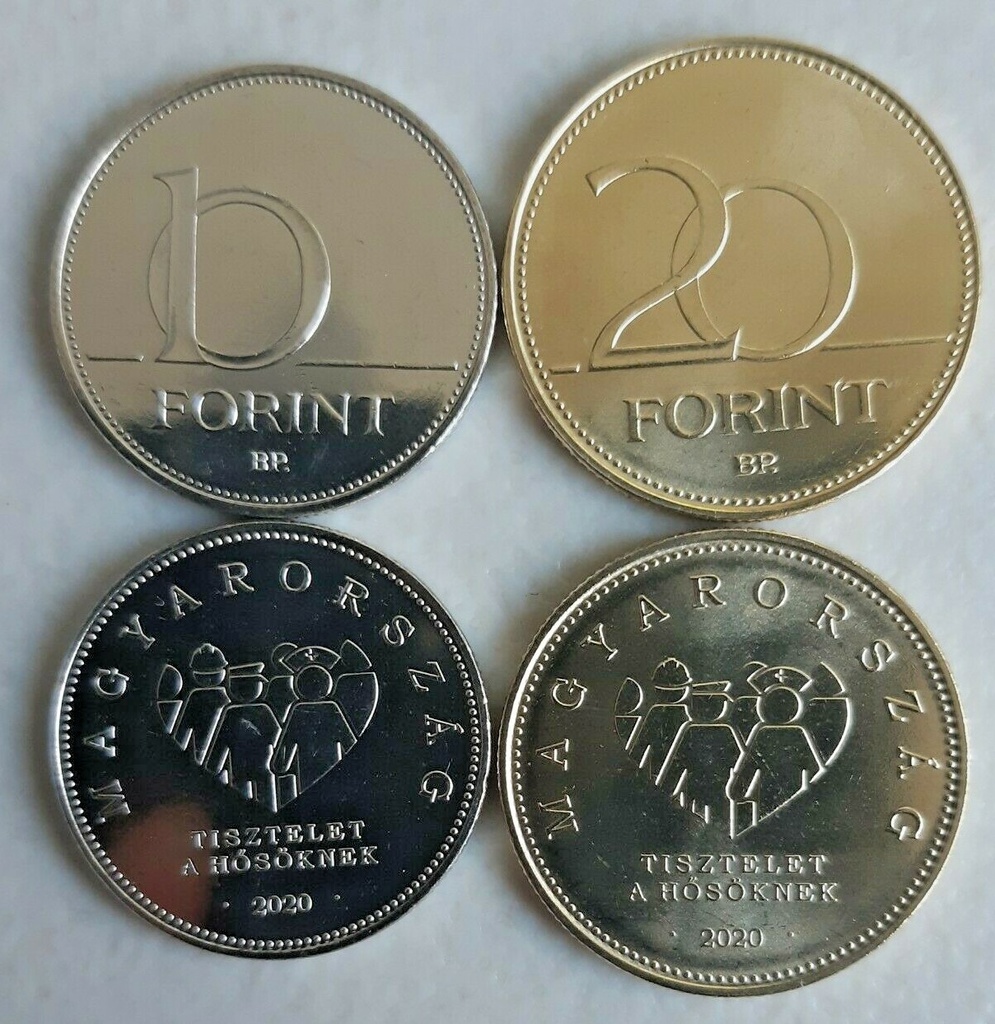 10
FORINT
BP.
20
FORINT
BP.
MAGYARORSZÁG
TISZTELET
A HŐSÖKNEK
· 2020 ·
MAGYARORSZÁG
TISZTELET
A HŐSÖKNEK
· 2020 ·